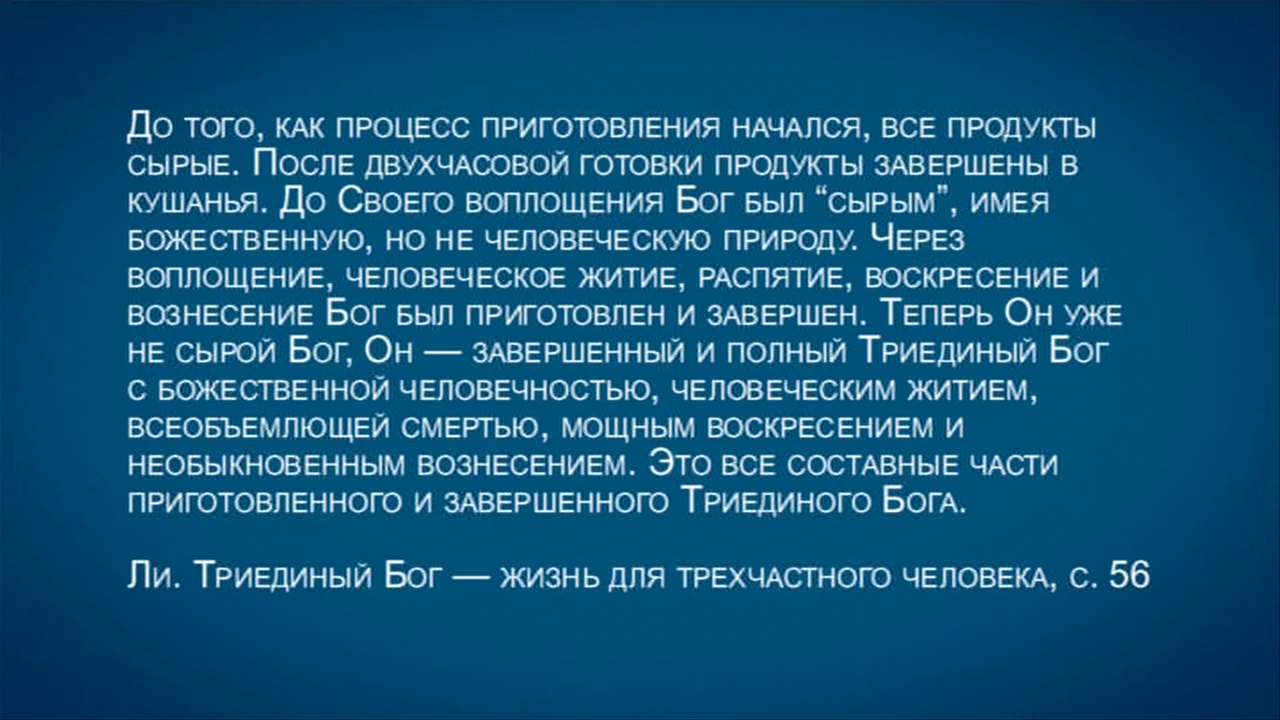 До того, как процесс приготовления начался, все продукты
сырые. После двухчасовой готовки продукты завершены в
кушанья. До Своего воплощения Бог был “сырым”, имея
божественную, но не человеческую природу. Через
воплощение, человеческое житие, распятие, воскресение и
вознесение Бог был приготовлен и завершен. Теперь Он уже
не сырой Бог, Он — завершенный и полный Триединый Бог
с божественной человечностью, человеческим житием,
всеобъемлющей смертью, мощным воскресением и
необыкновенным вознесением. Это все составные части
приготовленного и завершенного Триединого Бога.
Ли. Триединый Бог — жизнь для трехчастного человека, с. 56